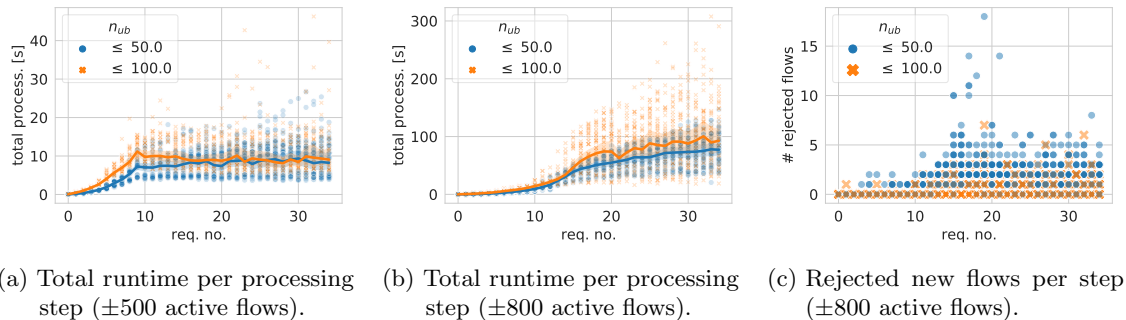 n_ub
≤ 50.0
≤ 100.0
total process. [s]
40
30
20
10
0
0 10 20 30
req. no.
(a) Total runtime per processing
step (±500 active flows).
n_ub
≤ 50.0
≤ 100.0
total process. [s]
300
200
100
0
0 10 20 30
req. no.
(b) Total runtime per processing
step (±800 active flows).
n_ub
≤ 50.0
≤ 100.0
# rejected flows
15
10
5
0
0 10 20 30
req. no.
(c) Rejected new flows per step
(±800 active flows).